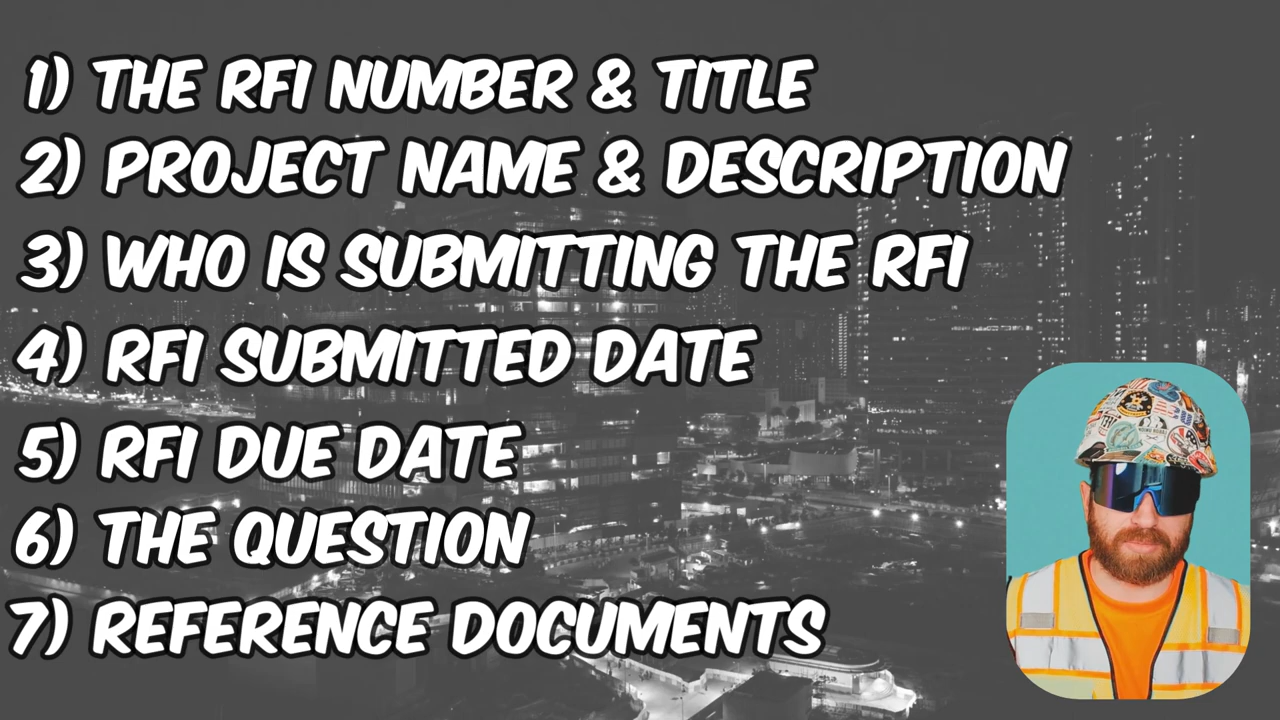 1) THE RFI NUMBER & TITLE
2) PROJECT NAME & DESCRIPTION
3) WHO IS SUBMITTING THE RFI
4) RFI SUBMITTED DATE
5) RFI DUE DATE
6) THE QUESTION
7) REFERENCE DOCUMENTS